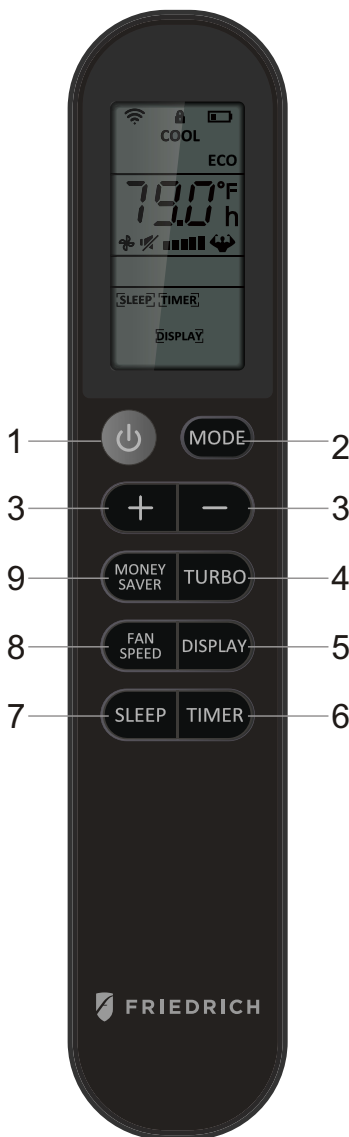 COOL
ECO
79.0°F
h
SLEEP TIMER
DISPLAY
1 MODE 2
3 + − 3
9 MONEY SAVER TURBO 4
8 FAN SPEED DISPLAY 5
7 SLEEP TIMER 6
FRIEDRICH